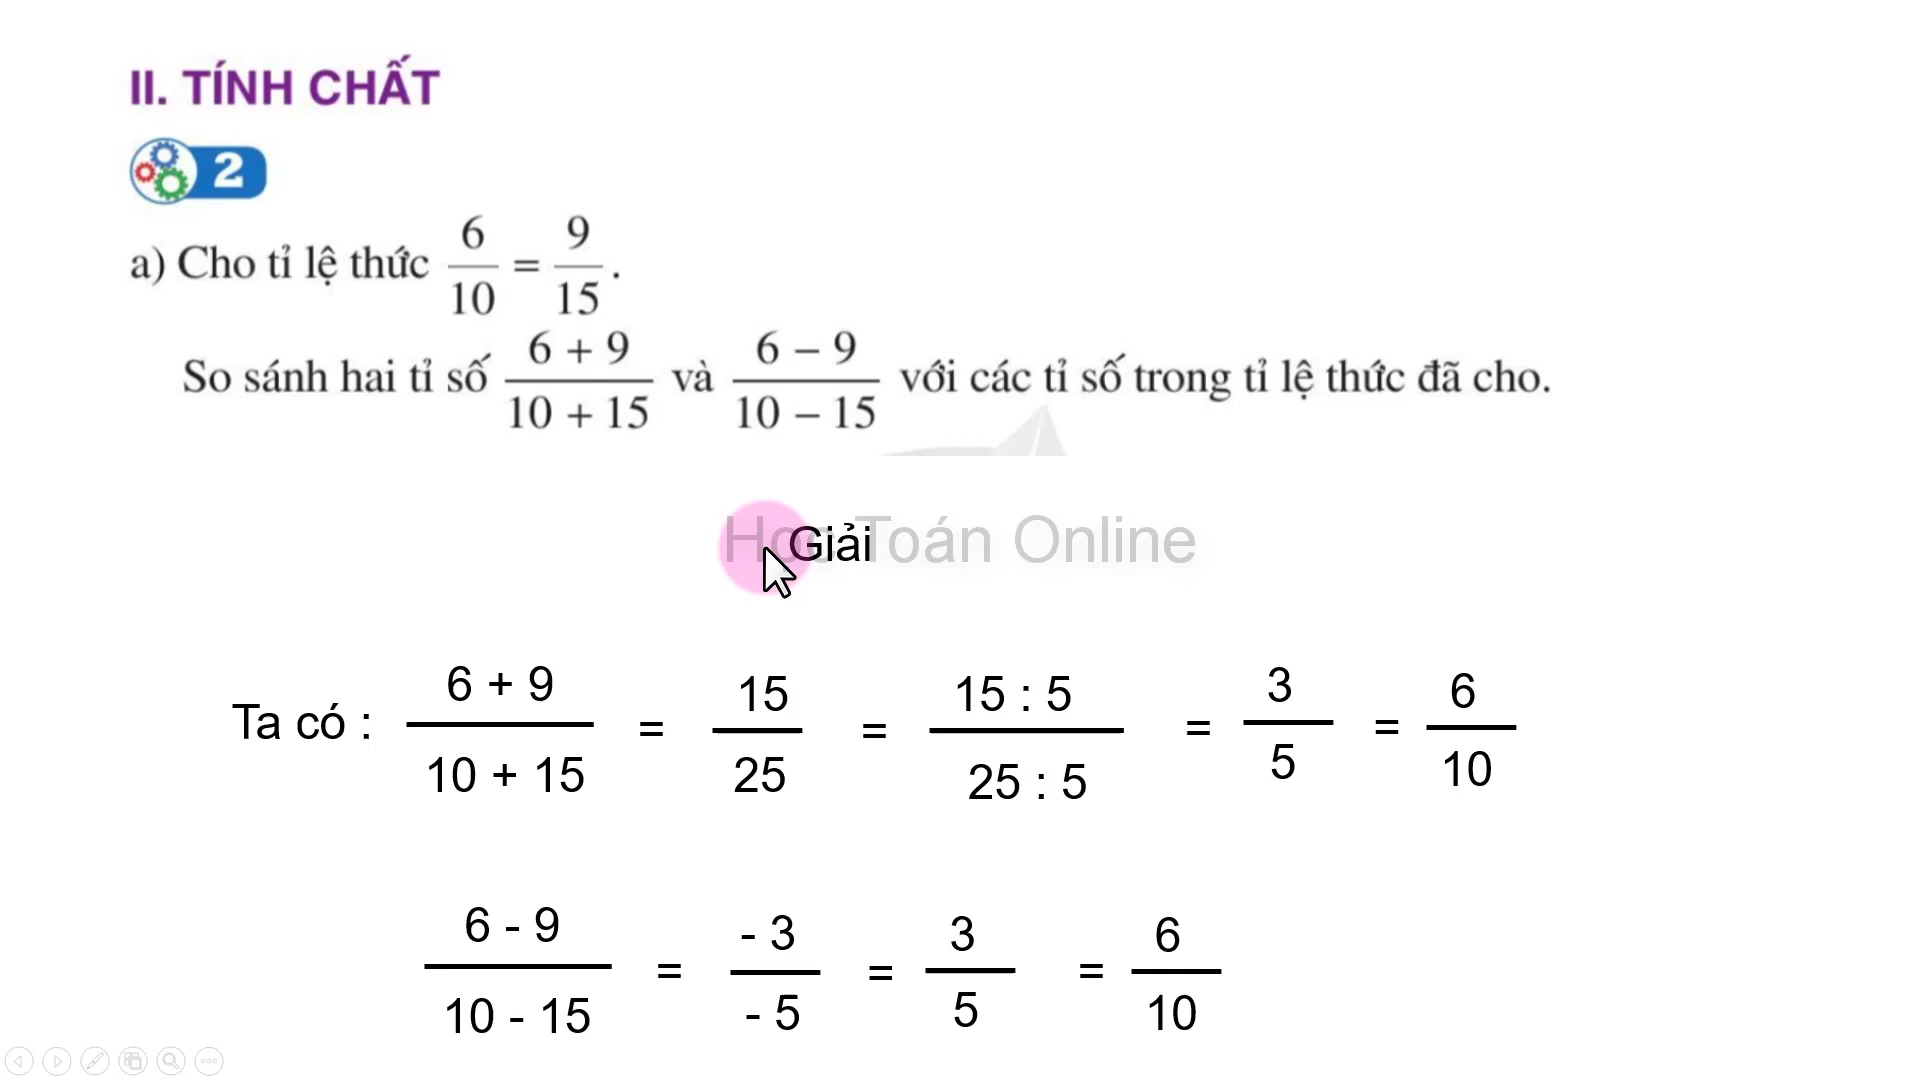 II. TÍNH CHẤT
2
a) Cho tỉ lệ thức 6/10 = 9/15 .
So sánh hai tỉ số (6 + 9)/(10 + 15) và (6 – 9)/(10 – 15) với các tỉ số trong tỉ lệ thức đã cho.
Học Toán Online
Giải
Ta có : (6 + 9)/(10 + 15) = 15/25 = (15 : 5)/(25 : 5) = 3/5 = 6/10
(6 - 9)/(10 - 15) = (- 3)/(- 5) = 3/5 = 6/10